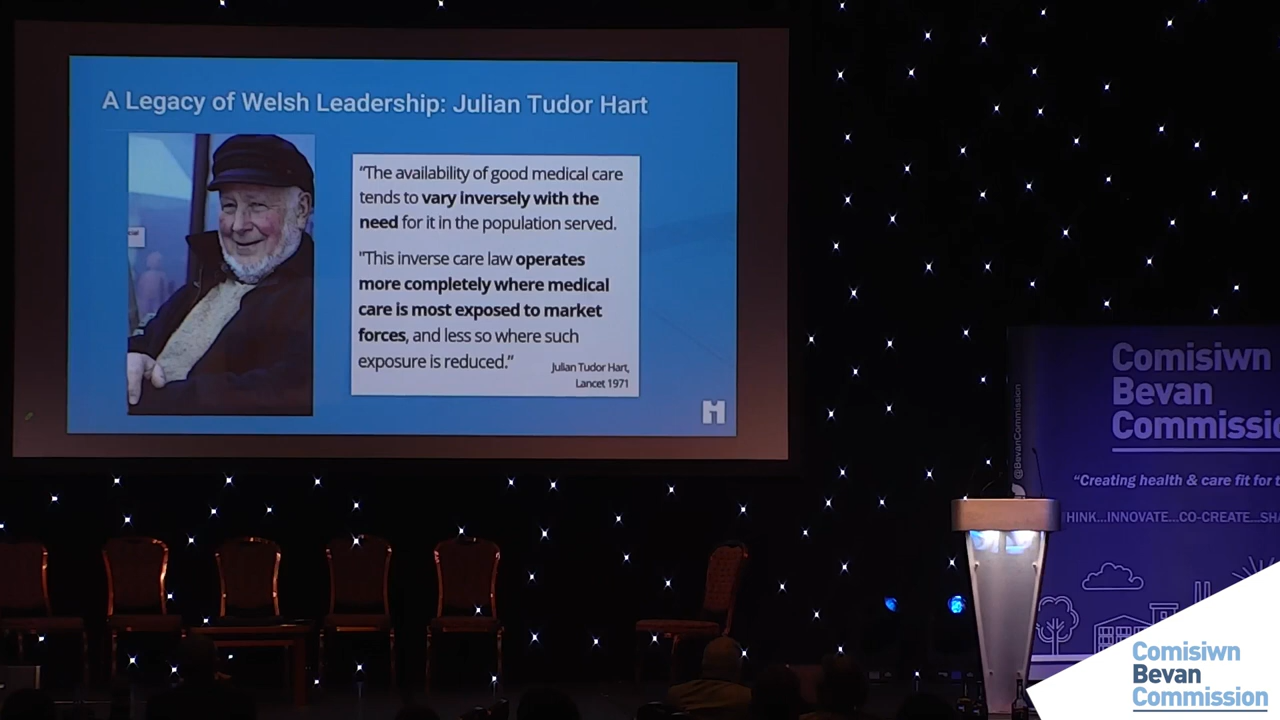 A Legacy of Welsh Leadership: Julian Tudor Hart
“The availability of good medical care
tends to vary inversely with the
need for it in the population served.
"This inverse care law operates
more completely where medical
care is most exposed to market
forces, and less so where such
exposure is reduced.”
Julian Tudor Hart,
Lancet 1971
@BevanCommission
Comisiwn
Bevan
Commissi
“Creating health & care fit for
HINK...INNOVATE...CO-CREATE...SH
Comisiwn
Bevan
Commission